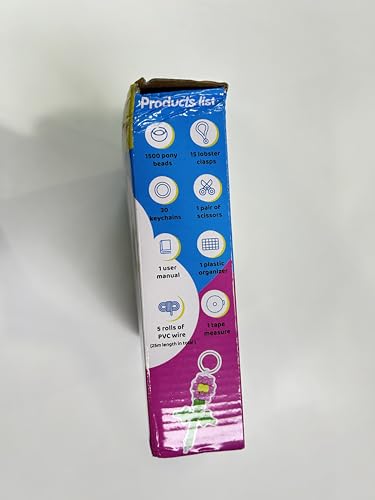 Products list
1500 pony
beads
15 lobster
clasps
30
keychains
1 pair of
scissors
1 user
manual
1 plastic
organizer
5 rolls of
PVC wire
(25m length in total)
1 tape
measure